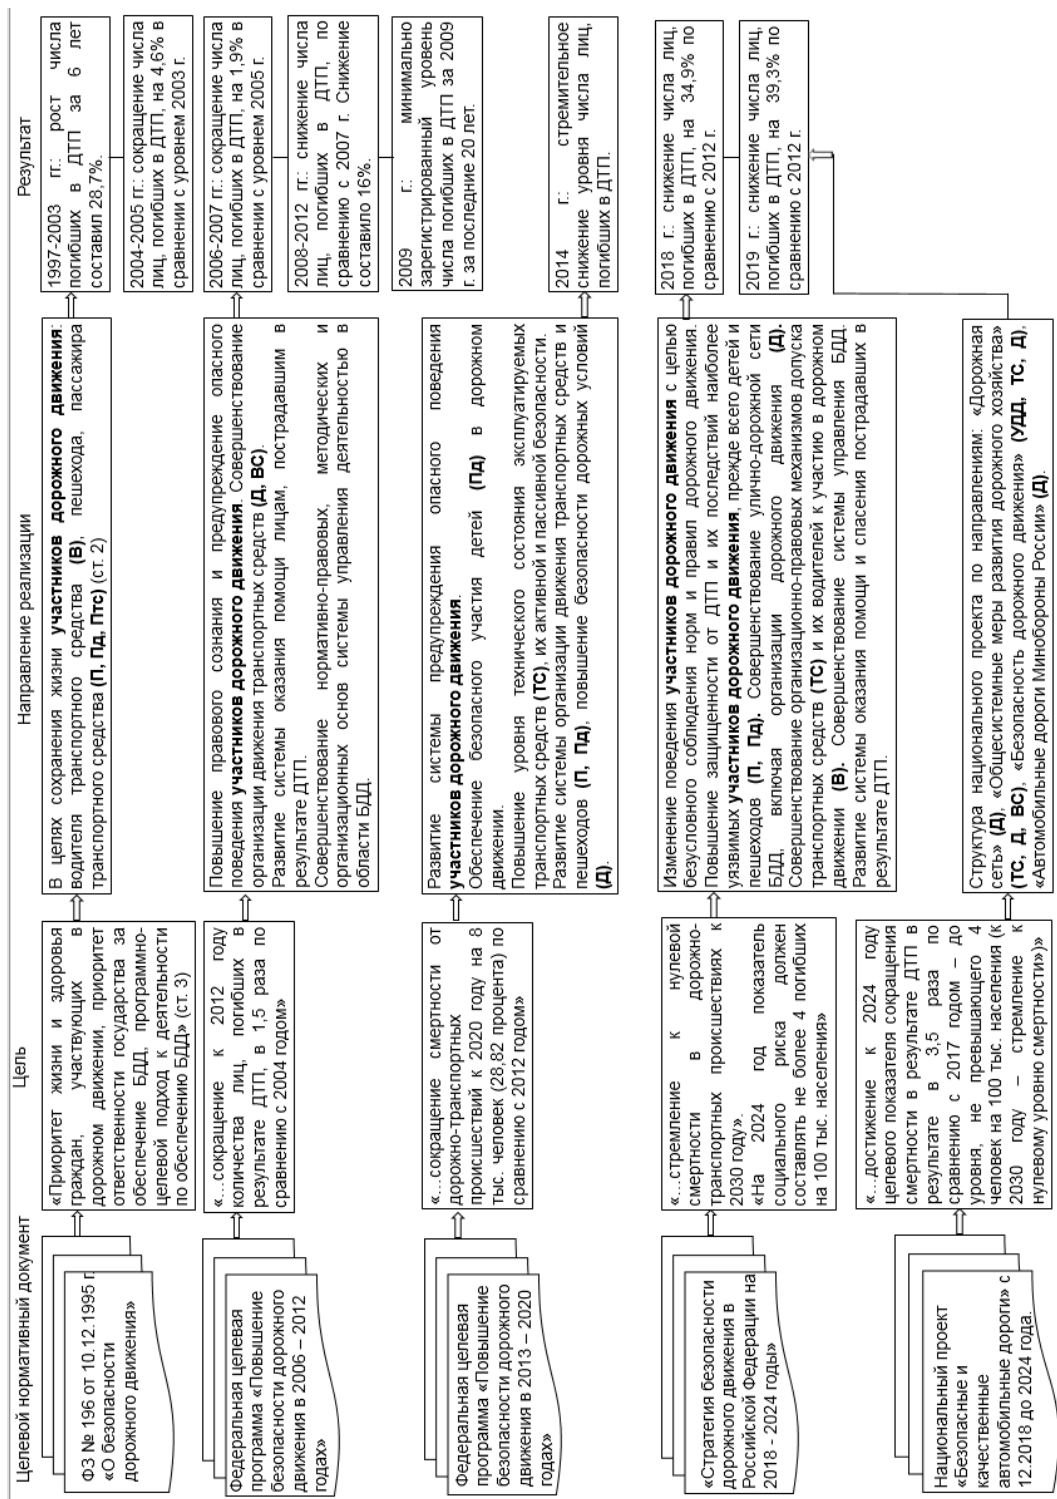 Целевой нормативный документ
Цель
Направление реализации
Результат
ФЗ № 196 от 10.12.1995 г.
«О безопасности
дорожного движения»
«Приоритет жизни и здоровья
граждан, участвующих в
дорожном движении, приоритет
ответственности государства за
обеспечение БДД, программно-
целевой подход к деятельности
по обеспечению БДД» (ст. 3)
В целях сохранения жизни участников дорожного движения:
водителя транспортного средства (В), пешехода, пассажира
транспортного средства (П, Пд, Птс) (ст. 2)
1997-2003 гг.: рост числа
погибших в ДТП за 6 лет
составил 28,7%.
2004-2005 гг.: сокращение числа
лиц, погибших в ДТП, на 4,6% в
сравнении с уровнем 2003 г.
Федеральная целевая
программа «Повышение
безопасности дорожного
движения в 2006 – 2012
годах»
«…сокращение к 2012 году
количества лиц, погибших в
результате ДТП, в 1,5 раза по
сравнению с 2004 годом»
Повышение правового сознания и предупреждение опасного
поведения участников дорожного движения. Совершенствование
организации движения транспортных средств (Д, ВС).
Развитие системы оказания помощи лицам, пострадавшим в
результате ДТП.
Совершенствование нормативно-правовых, методических и
организационных основ системы управления деятельностью в
области БДД.
2006-2007 гг.: сокращение числа
лиц, погибших в ДТП, на 1,9% в
сравнении с уровнем 2005 г.
2008-2012 гг.: снижение числа
лиц, погибших в ДТП, по
сравнению с 2007 г. Снижение
составило 16%.
2009 г.: минимально
зарегистрированный уровень
числа погибших в ДТП за 2009
г. за последние 20 лет.
Федеральная целевая
программа «Повышение
безопасности дорожного
движения в 2013 – 2020
годах»
«…сокращение смертности от
дорожно-транспортных
происшествий к 2020 году на 8
тыс. человек (28,82 процента) по
сравнению с 2012 годом»
Развитие системы предупреждения опасного поведения
участников дорожного движения.
Обеспечение безопасного участия детей (Пд) в дорожном
движении.
Повышение уровня технического состояния эксплуатируемых
транспортных средств (ТС), их активной и пассивной безопасности.
Развитие системы организации движения транспортных средств и
пешеходов (П, Пд), повышение безопасности дорожных условий
(Д).
2014 г.: стремительное
снижение уровня числа лиц,
погибших в ДТП.
«Стратегия безопасности
дорожного движения в
Российской Федерации на
2018 - 2024 годы»
«…стремление к нулевой
смертности в дорожно-
транспортных происшествиях к
2030 году».
«На 2024 год показатель
социального риска должен
составлять не более 4 погибших
на 100 тыс. населения»
Изменение поведения участников дорожного движения с целью
безусловного соблюдения норм и правил дорожного движения.
Повышение защищенности от ДТП и их последствий наиболее
уязвимых участников дорожного движения, прежде всего детей и
пешеходов (П, Пд). Совершенствование улично-дорожной сети
БДД, включая организации дорожного движения (Д).
Совершенствование организационно-правовых механизмов допуска
транспортных средств (ТС) и их водителей к участию в дорожном
движении (В). Совершенствование системы управления БДД.
Развитие системы оказания помощи и спасения пострадавших в
результате ДТП.
2018 г.: снижение числа лиц,
погибших в ДТП, на 34,9% по
сравнению с 2012 г.
2019 г.: снижение числа лиц,
погибших в ДТП, на 39,3% по
сравнению с 2012 г.
Национальный проект
«Безопасные и
качественные
автомобильные дороги» с
12.2018 до 2024 года.
«…достижение к 2024 году
целевого показателя сокращения
смертности в результате ДТП в
результате в 3,5 раза по
сравнению с 2017 годом – до
уровня, не превышающего 4
человек на 100 тыс. населения (к
2030 году – стремление к
нулевому уровню смертности)»
Структура национального проекта по направлениям: «Дорожная
сеть» (Д), «Общесистемные меры развития дорожного хозяйства»
(ТС, Д, ВС), «Безопасность дорожного движения» (УДД, ТС, Д),
«Автомобильные дороги Минобороны России» (Д).